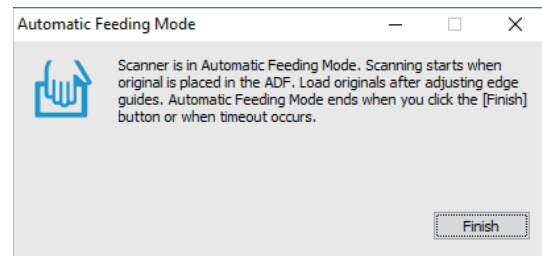 Automatic Feeding Mode
Scanner is in Automatic Feeding Mode. Scanning starts when
original is placed in the ADF. Load originals after adjusting edge
guides. Automatic Feeding Mode ends when you click the [Finish]
button or when timeout occurs.
Finish